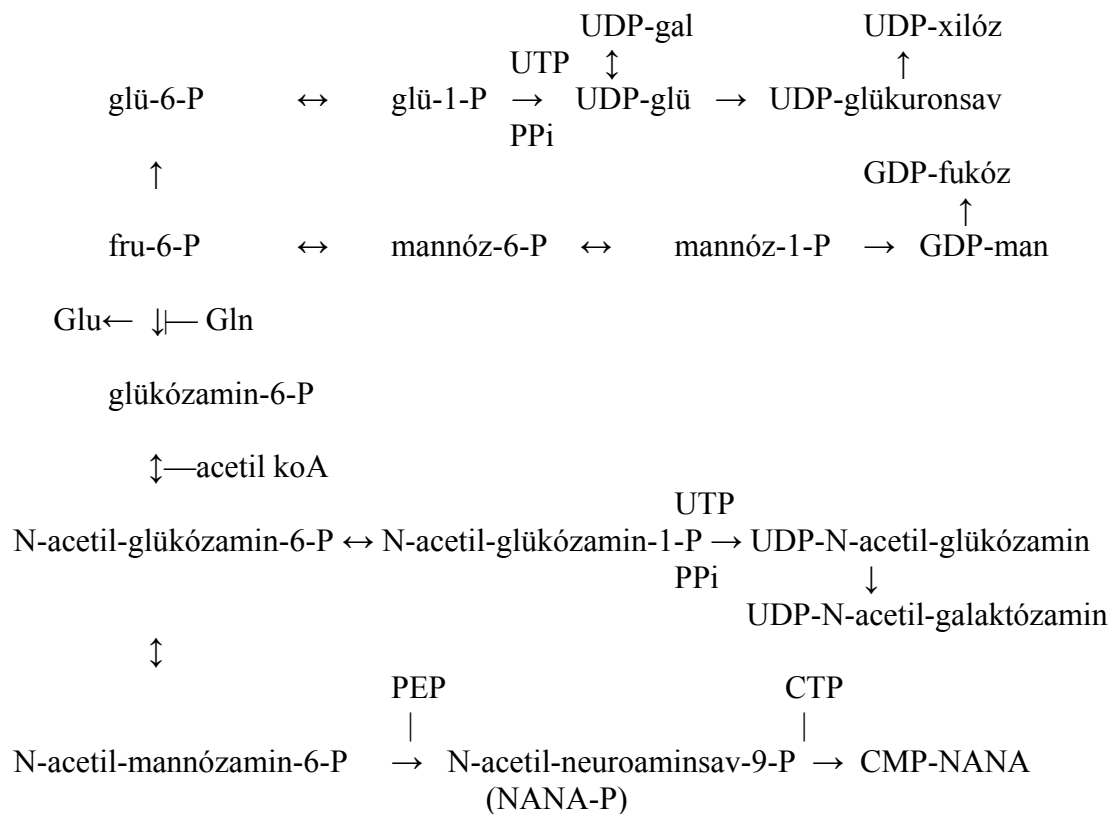 UDP-gal UDP-xilóz
UTP ↕ ↑
glü-6-P ↔ glü-1-P → UDP-glü → UDP-glükuronsav
PPi
↑ GDP-fukóz
↑
fru-6-P ↔ mannóz-6-P ↔ mannóz-1-P → GDP-man
Glu← ↓├─ Gln
glükózamin-6-P
↕—acetil koA
UTP
N-acetil-glükózamin-6-P ↔ N-acetil-glükózamin-1-P → UDP-N-acetil-glükózamin
PPi ↓
UDP-N-acetil-galaktózamin
↕
PEP CTP
| |
N-acetil-mannózamin-6-P → N-acetil-neuroaminsav-9-P → CMP-NANA
(NANA-P)